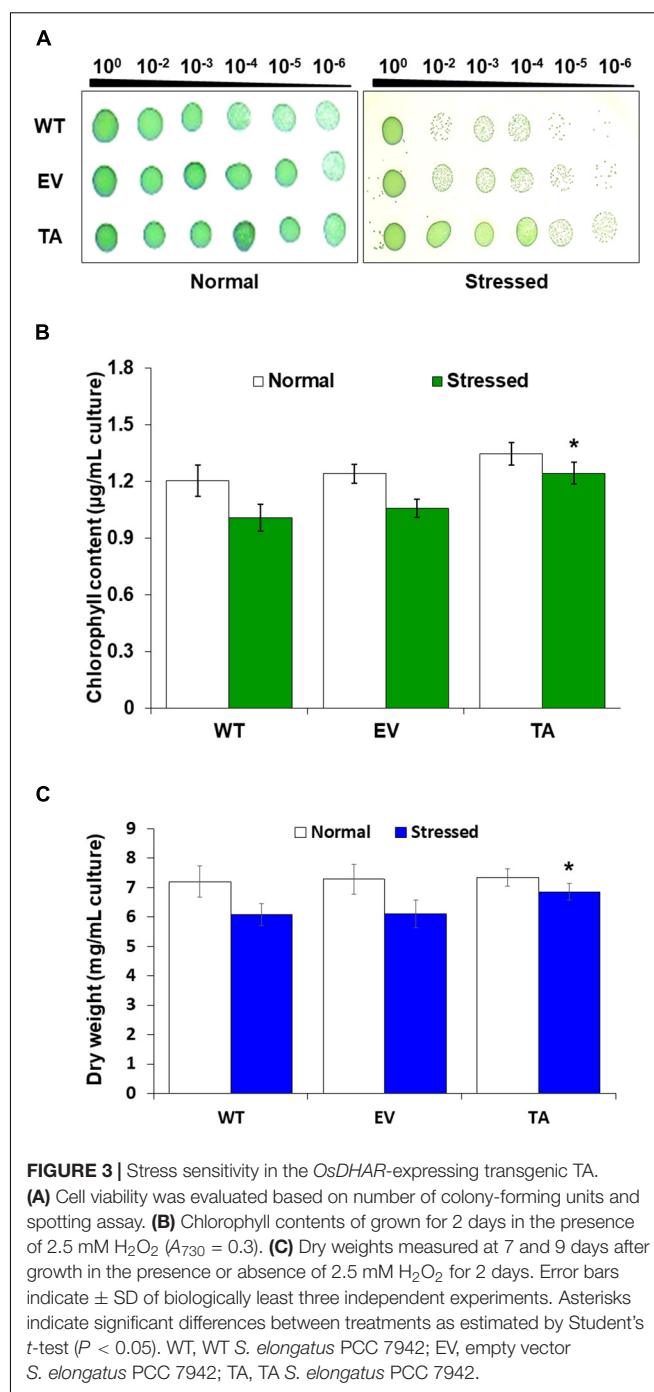 A
10⁰ 10⁻² 10⁻³ 10⁻⁴ 10⁻⁵ 10⁻⁶ 10⁰ 10⁻² 10⁻³ 10⁻⁴ 10⁻⁵ 10⁻⁶
WT
EV
TA
Normal Stressed
B
Chlorophyll content (µg/mL culture)
1.8
1.5
1.2
0.9
0.6
0.3
0
Normal Stressed
*
WT EV TA
C
Dry weight (mg/mL culture)
9
8
7
6
5
4
3
2
1
0
Normal Stressed
*
WT EV TA
FIGURE 3 | Stress sensitivity in the OsDHAR-expressing transgenic TA.
(A) Cell viability was evaluated based on number of colony-forming units and
spotting assay. (B) Chlorophyll contents of grown for 2 days in the presence
of 2.5 mM H₂O₂ (A₇₃₀ = 0.3). (C) Dry weights measured at 7 and 9 days after
growth in the presence or absence of 2.5 mM H₂O₂ for 2 days. Error bars
indicate ± SD of biologically least three independent experiments. Asterisks
indicate significant differences between treatments as estimated by Student's
t-test (P < 0.05). WT, WT S. elongatus PCC 7942; EV, empty vector
S. elongatus PCC 7942; TA, TA S. elongatus PCC 7942.